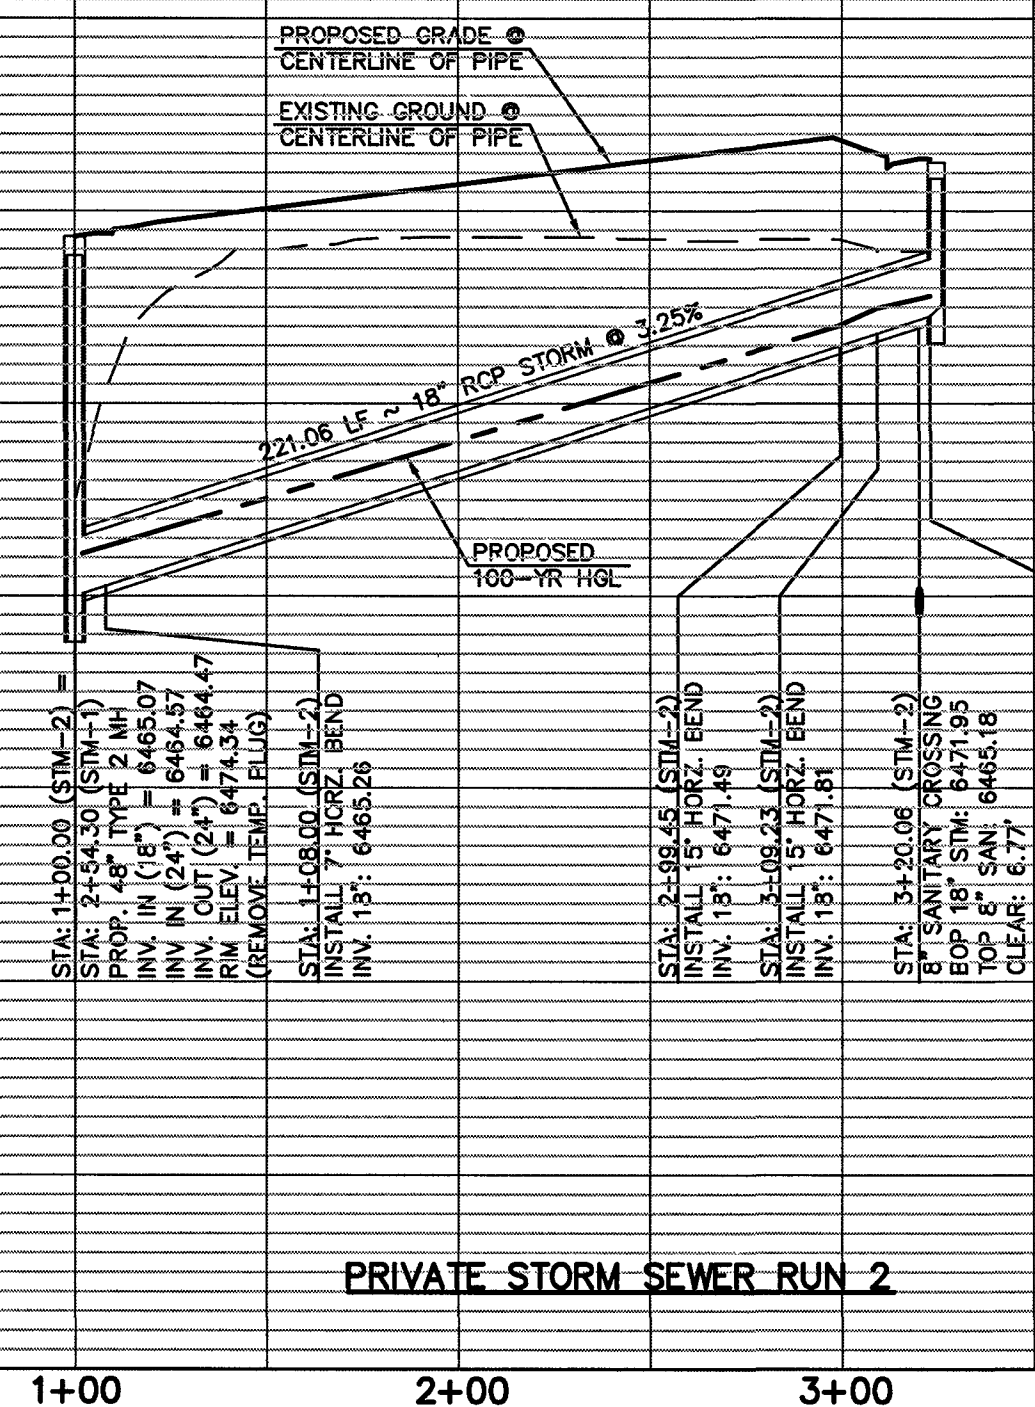 PROPOSED GRADE @
CENTERLINE OF PIPE
EXISTING GROUND @
CENTERLINE OF PIPE
221.06 LF ~ 18" RCP STORM @ 3.25%
PROPOSED
100-YR HGL
STA: 1+00.00 (STM-2) =
STA: 2+54.30 (STM-1)
PROP. 48" TYPE 2 MH
INV. IN (18") = 6465.07
INV IN (24") = 6464.57
INV. OUT (24") = 6464.47
RIM ELEV. = 6474.34
(REMOVE TEMP. PLUG)
STA: 1+08.00 (STM-2)
INSTALL 7° HORZ. BEND
INV. 18": 6465.26
STA: 2+99.45 (STM-2)
INSTALL 15° HORZ. BEND
INV. 18": 6471.49
STA: 3+09.23 (STM-2)
INSTALL 15° HORZ. BEND
INV. 18": 6471.81
STA: 3+20.06 (STM-2)
8" SANITARY CROSSING
BOP 18" STM: 6471.95
TOP 8" SAN: 6465.18
CLEAR: 6.77'
PRIVATE STORM SEWER RUN 2
1+00
2+00
3+00